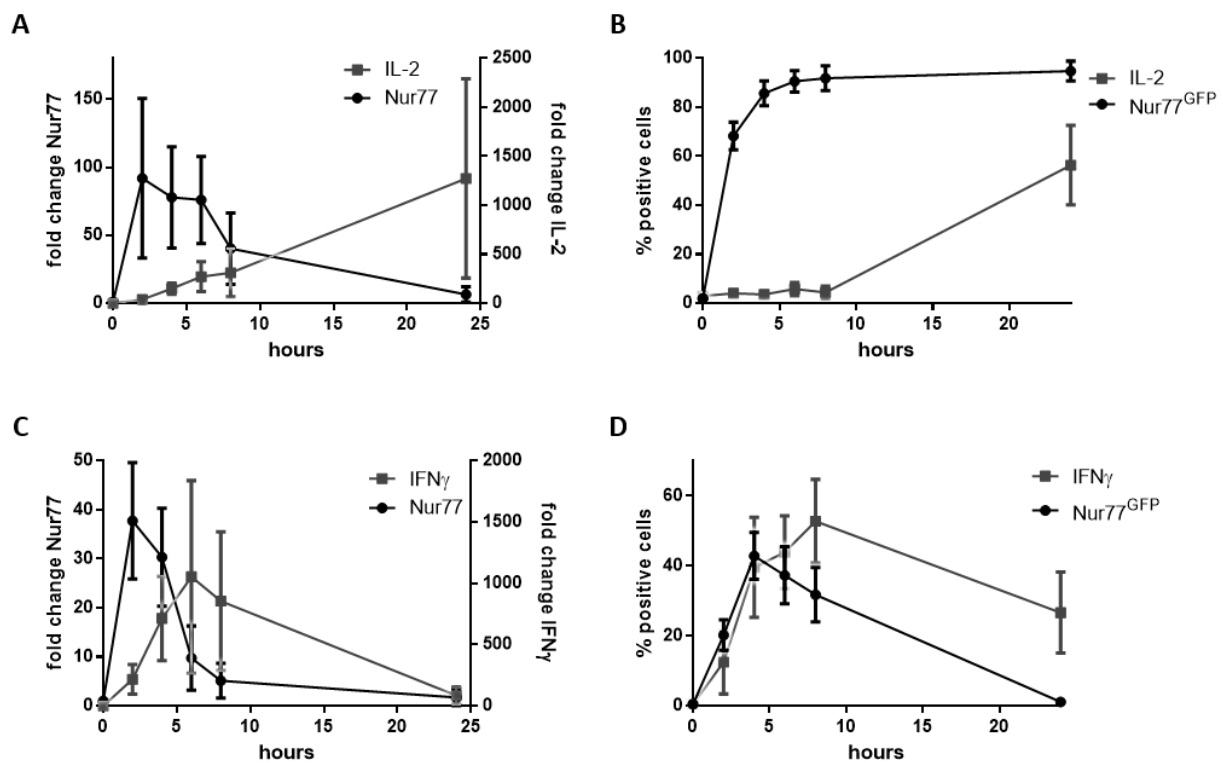 A
IL-2
Nur77
fold change Nur77
150
100
50
0
fold change IL-2
2500
2000
1500
1000
500
0
0 5 10 15 20 25
hours
B
IL-2
Nur77GFP
% positive cells
100
80
60
40
20
0
0 5 10 15 20
hours
C
IFNγ
Nur77
fold change Nur77
50
40
30
20
10
0
fold change IFNγ
2000
1500
1000
500
0
0 5 10 15 20 25
hours
D
IFNγ
Nur77GFP
% positive cells
60
40
20
0
0 5 10 15 20
hours